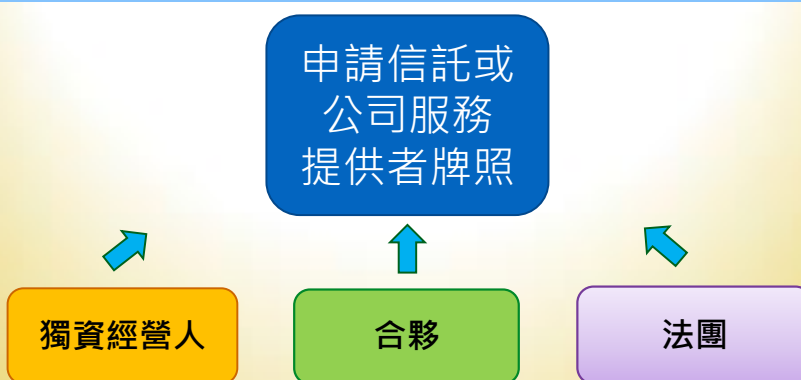 申請信託或
公司服務
提供者牌照
獨資經營人
合夥
法團